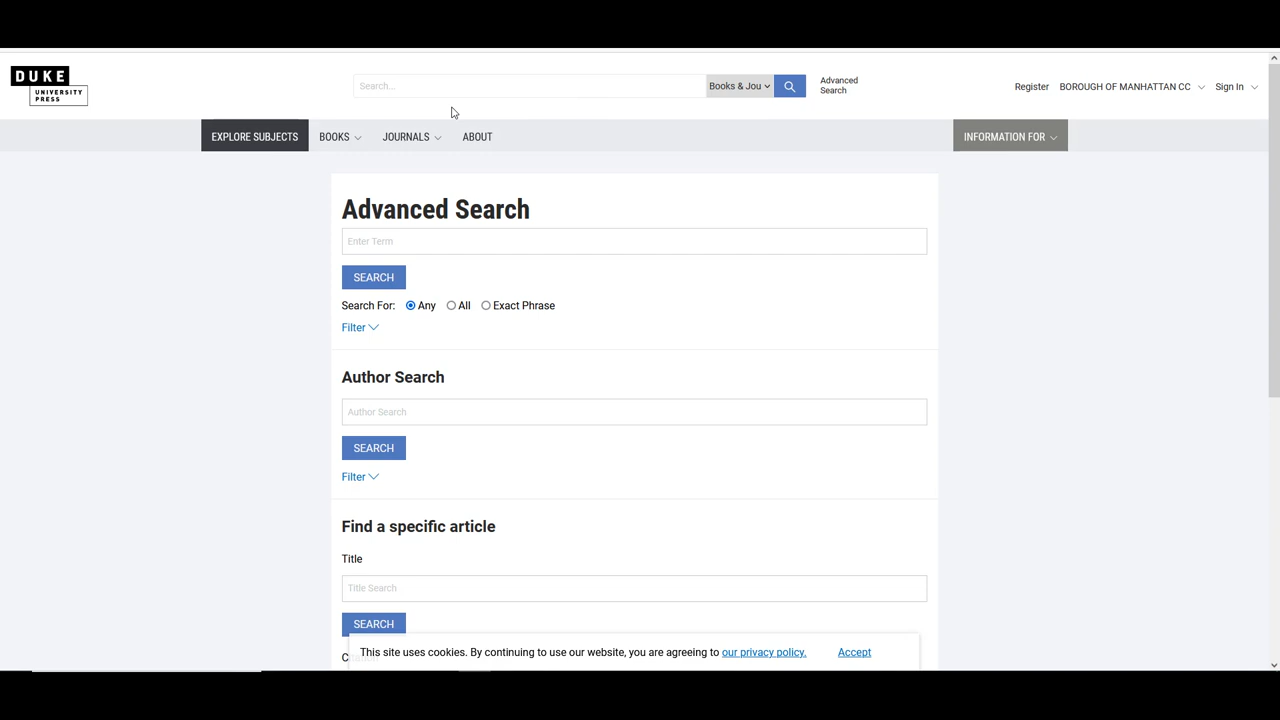 DUKE
UNIVERSITY
PRESS
Search...
Books & Jou
Advanced
Search
Register
BOROUGH OF MANHATTAN CC
Sign In
EXPLORE SUBJECTS
BOOKS
JOURNALS
ABOUT
INFORMATION FOR
Advanced Search
Enter Term
SEARCH
Search For: Any All Exact Phrase
Filter
Author Search
Author Search
SEARCH
Filter
Find a specific article
Title
Title Search
SEARCH
This site uses cookies. By continuing to use our website, you are agreeing to our privacy policy. Accept